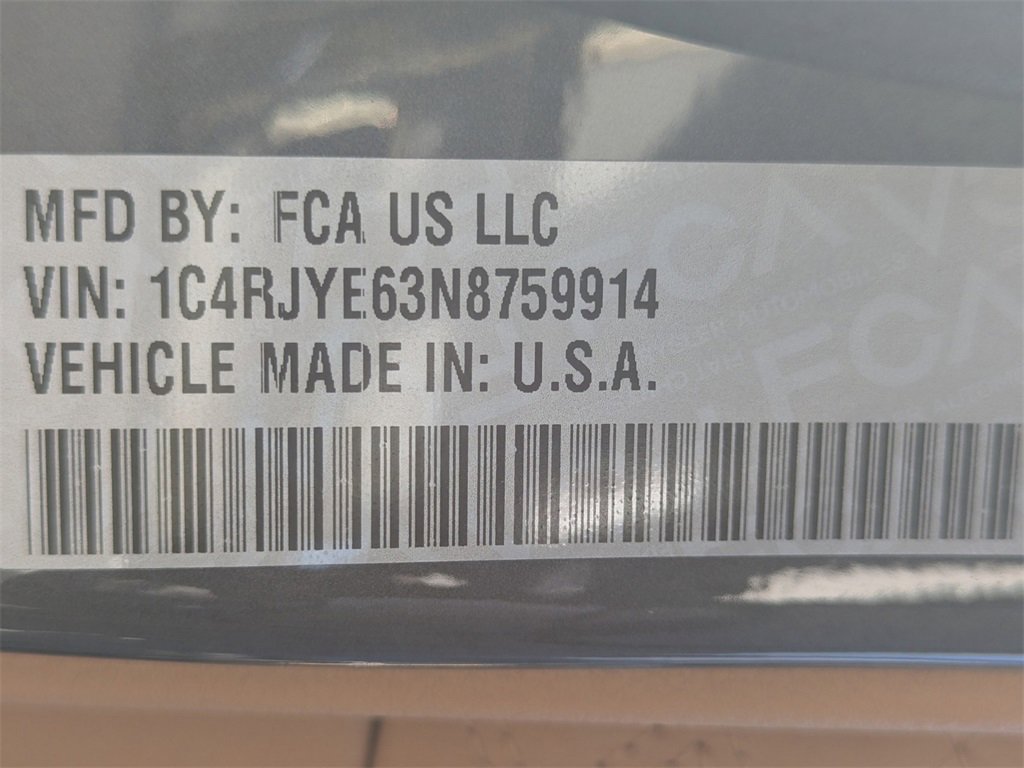 MFD BY: FCA US LLC
VIN: 1C4RJYE63N8759914
VEHICLE MADE IN: U.S.A.